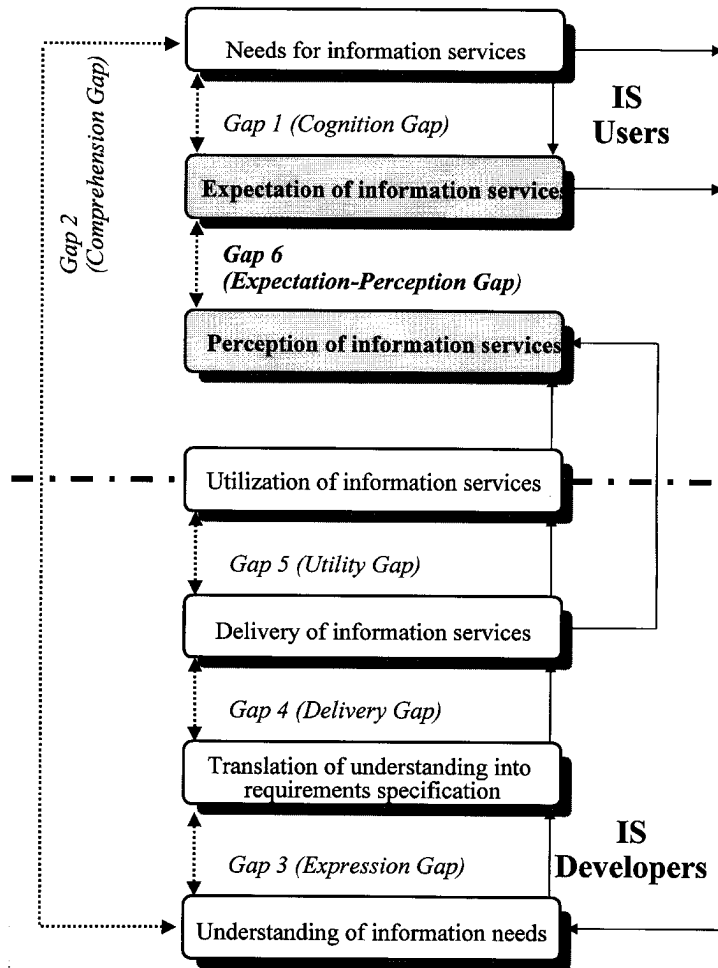 Needs for information services
Gap 1 (Cognition Gap)
IS
Users
Expectation of information services
Gap 2
(Comprehension Gap)
Gap 6
(Expectation-Perception Gap)
Perception of information services
Utilization of information services
Gap 5 (Utility Gap)
Delivery of information services
Gap 4 (Delivery Gap)
Translation of understanding into
requirements specification
Gap 3 (Expression Gap)
IS
Developers
Understanding of information needs